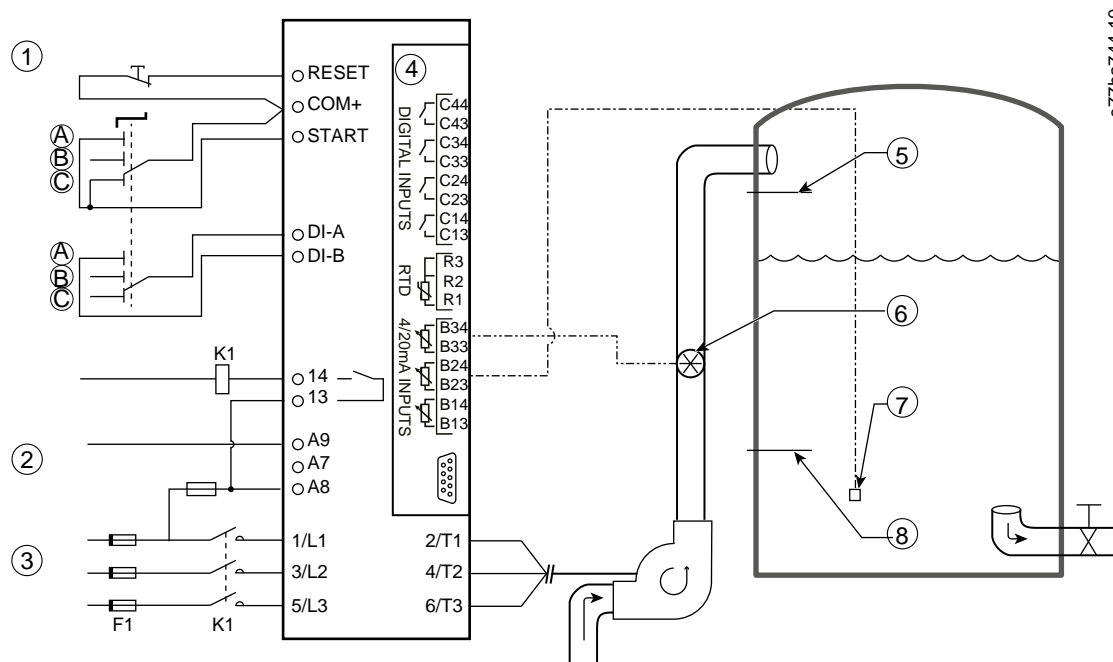 1
RESET
COM+
START
A
B
C
DI-A
DI-B
A
B
C
K1
14
13
2
A9
A7
A8
3
1/L1
3/L2
5/L3
F1
K1
2/T1
4/T2
6/T3
4
DIGITAL INPUTS
C44
C43
C34
C33
C24
C23
C14
C13
RTD
R3
R2
R1
4/20mA INPUTS
B34
B33
B24
B23
B14
B13
5
6
7
8